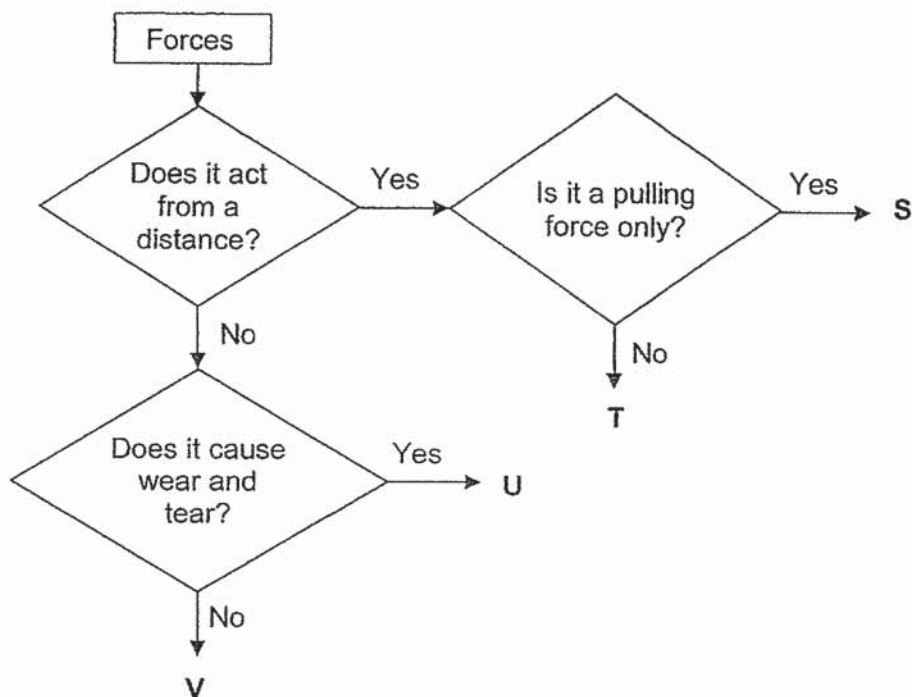 Forces
Does it act
from a
distance?
Yes
Is it a pulling
force only?
Yes
S
No
No
T
Does it cause
wear and
tear?
Yes
U
No
V